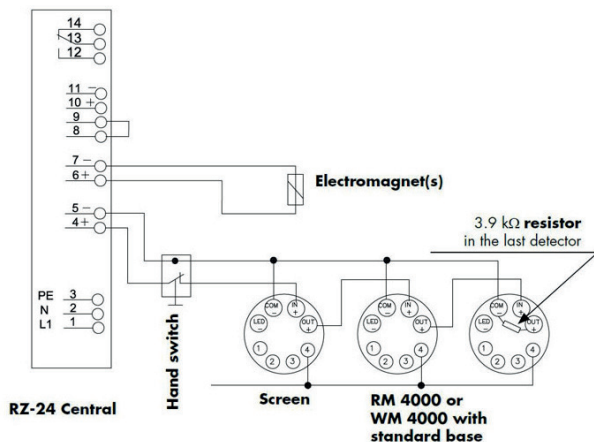 14
13
12
11 −
10 +
9
8
7 −
6 +
5 −
4 +
PE 3
N 2
L1 1
RZ-24 Central
Electromagnet(s)
Hand switch
3.9 kΩ resistor
in the last detector
COM −
IN +
LED −
OUT +
1
2
3
4
Screen
COM −
IN +
LED −
OUT +
1
2
3
4
RM 4000 or
WM 4000 with
standard base
COM −
IN +
LED −
OUT +
1
2
3
4